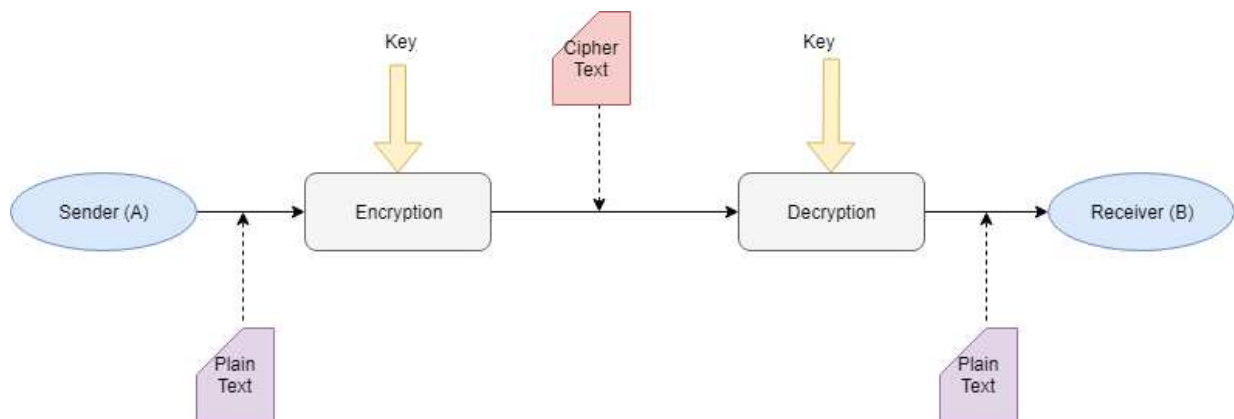 Key
Cipher
Text
Key
Sender (A)
Encryption
Decryption
Receiver (B)
Plain
Text
Plain
Text